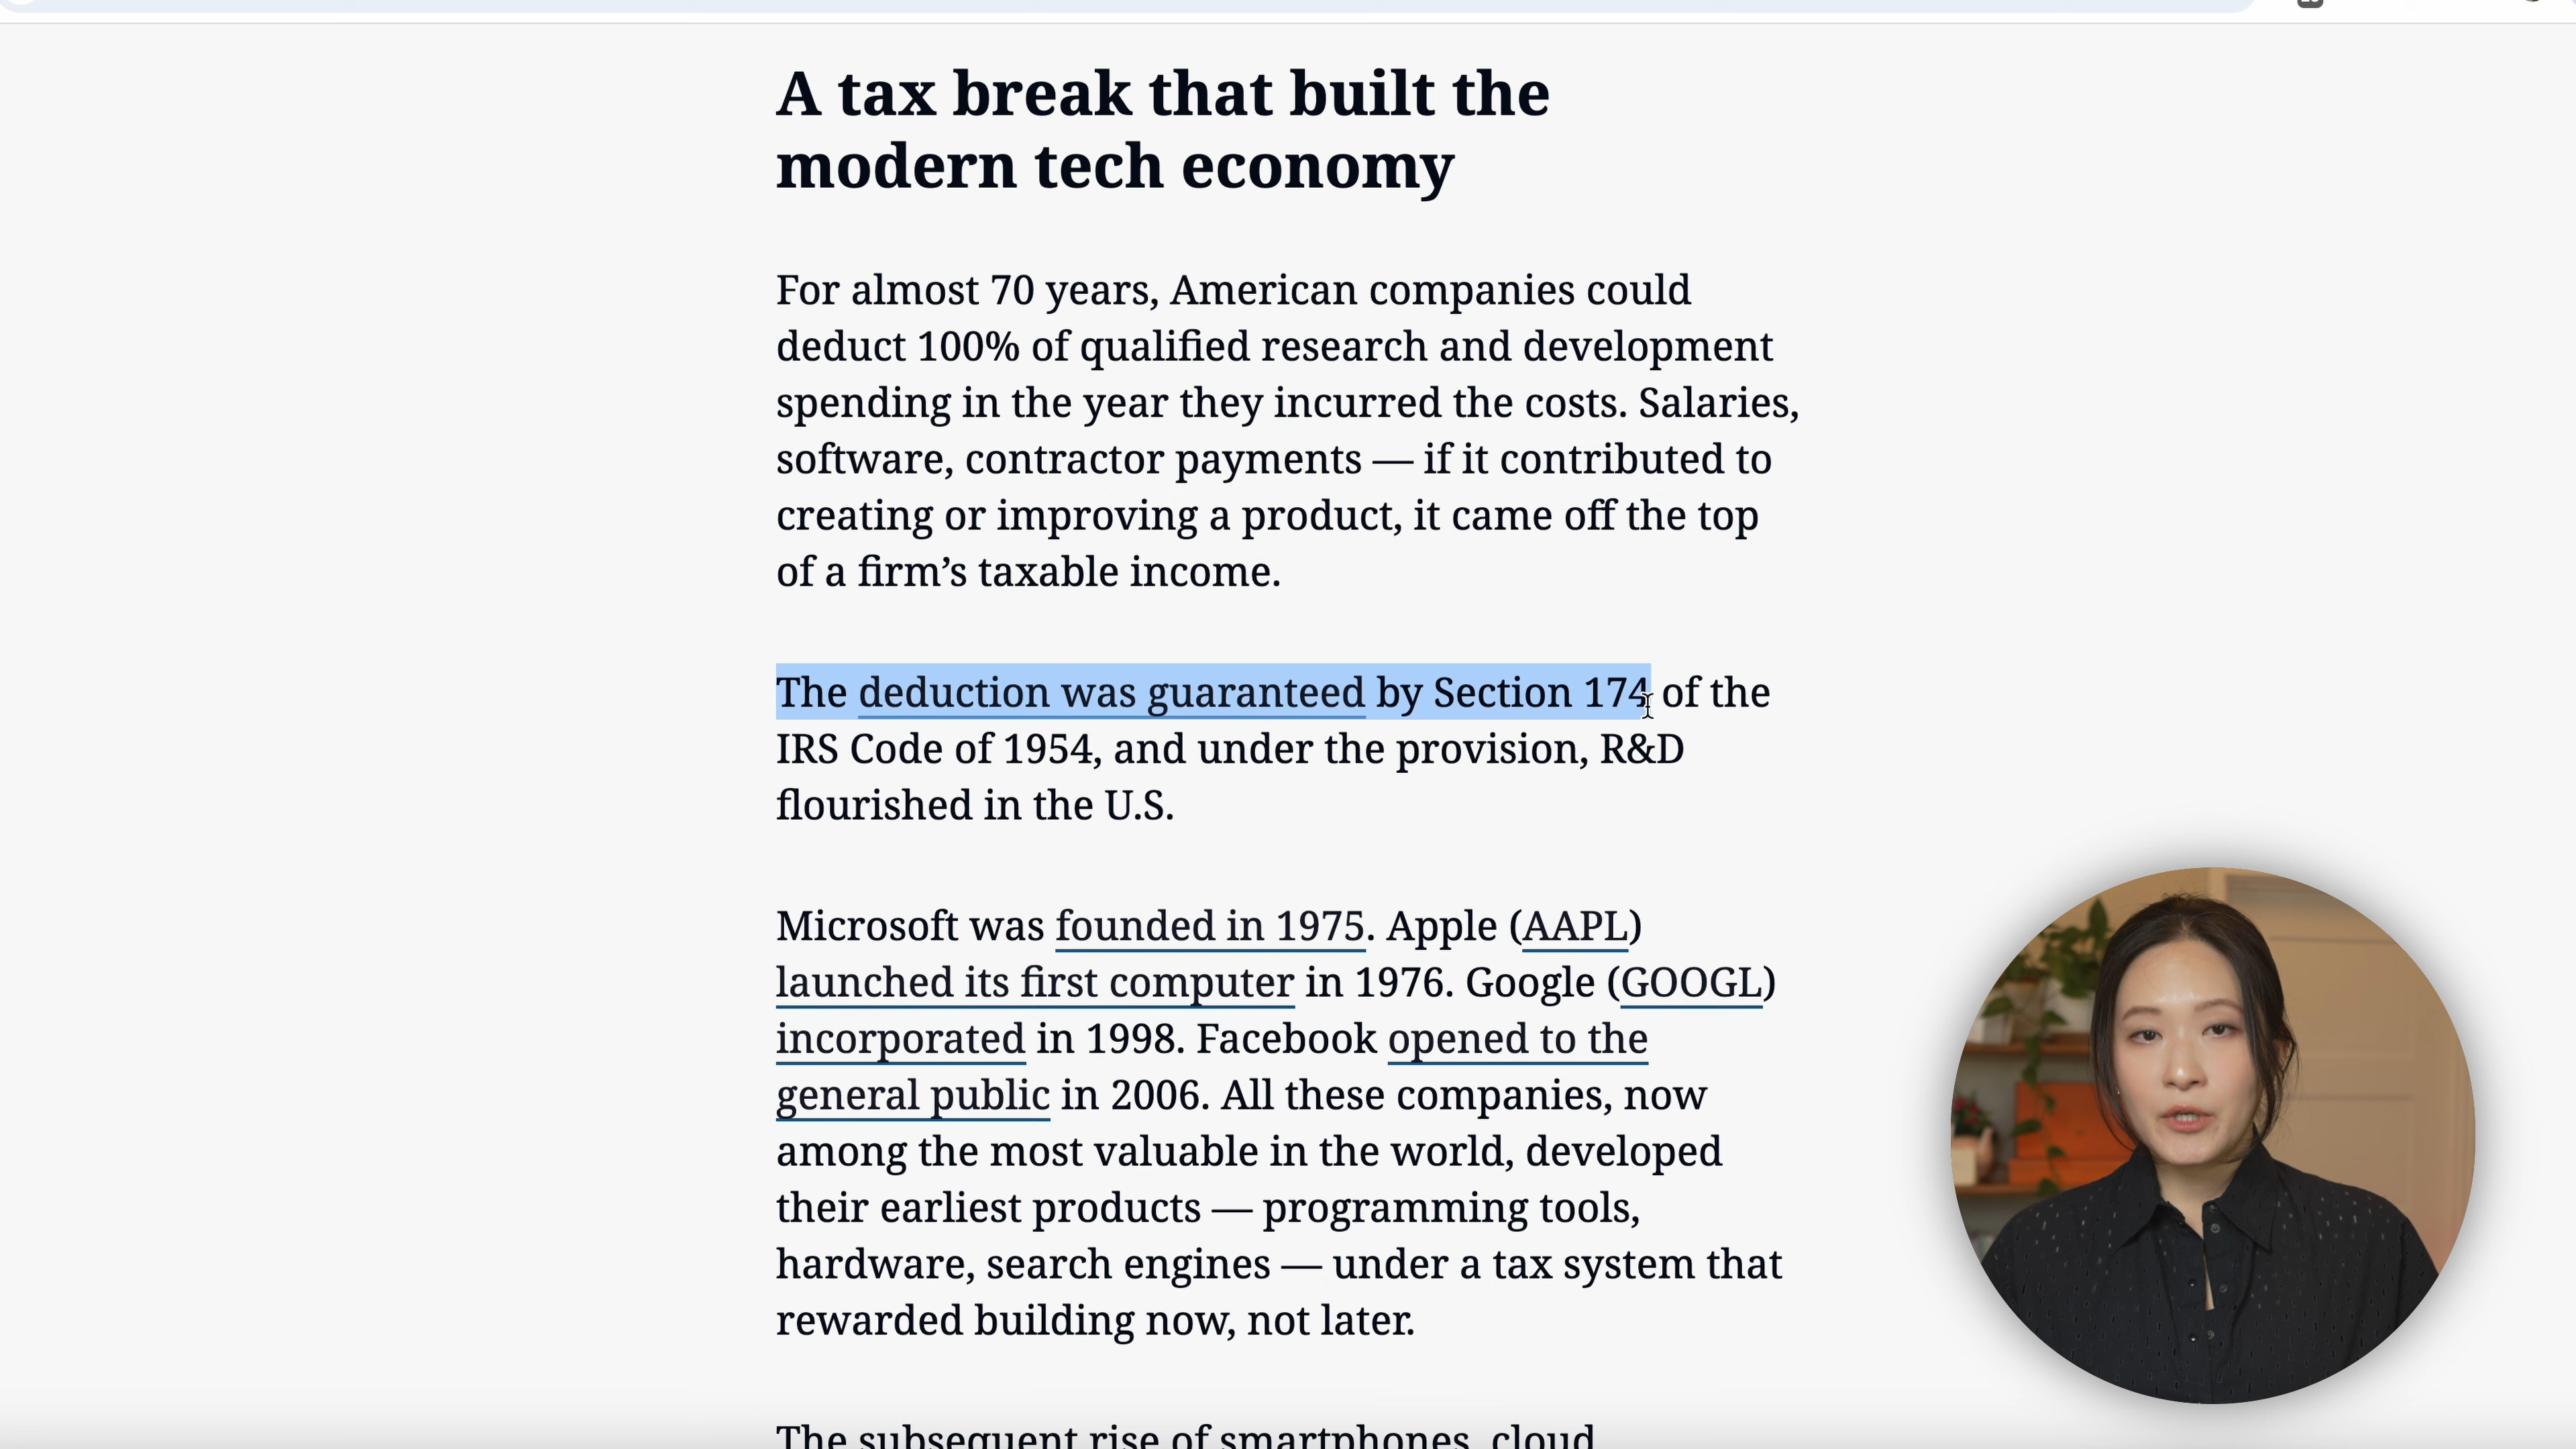 A tax break that built the
modern tech economy
For almost 70 years, American companies could
deduct 100% of qualified research and development
spending in the year they incurred the costs. Salaries,
software, contractor payments — if it contributed to
creating or improving a product, it came off the top
of a firm’s taxable income.
The deduction was guaranteed by Section 174 of the
IRS Code of 1954, and under the provision, R&D
flourished in the U.S.
Microsoft was founded in 1975. Apple (AAPL)
launched its first computer in 1976. Google (GOOGL)
incorporated in 1998. Facebook opened to the
general public in 2006. All these companies, now
among the most valuable in the world, developed
their earliest products — programming tools,
hardware, search engines — under a tax system that
rewarded building now, not later.
The subsequent rise of smartphones, cloud